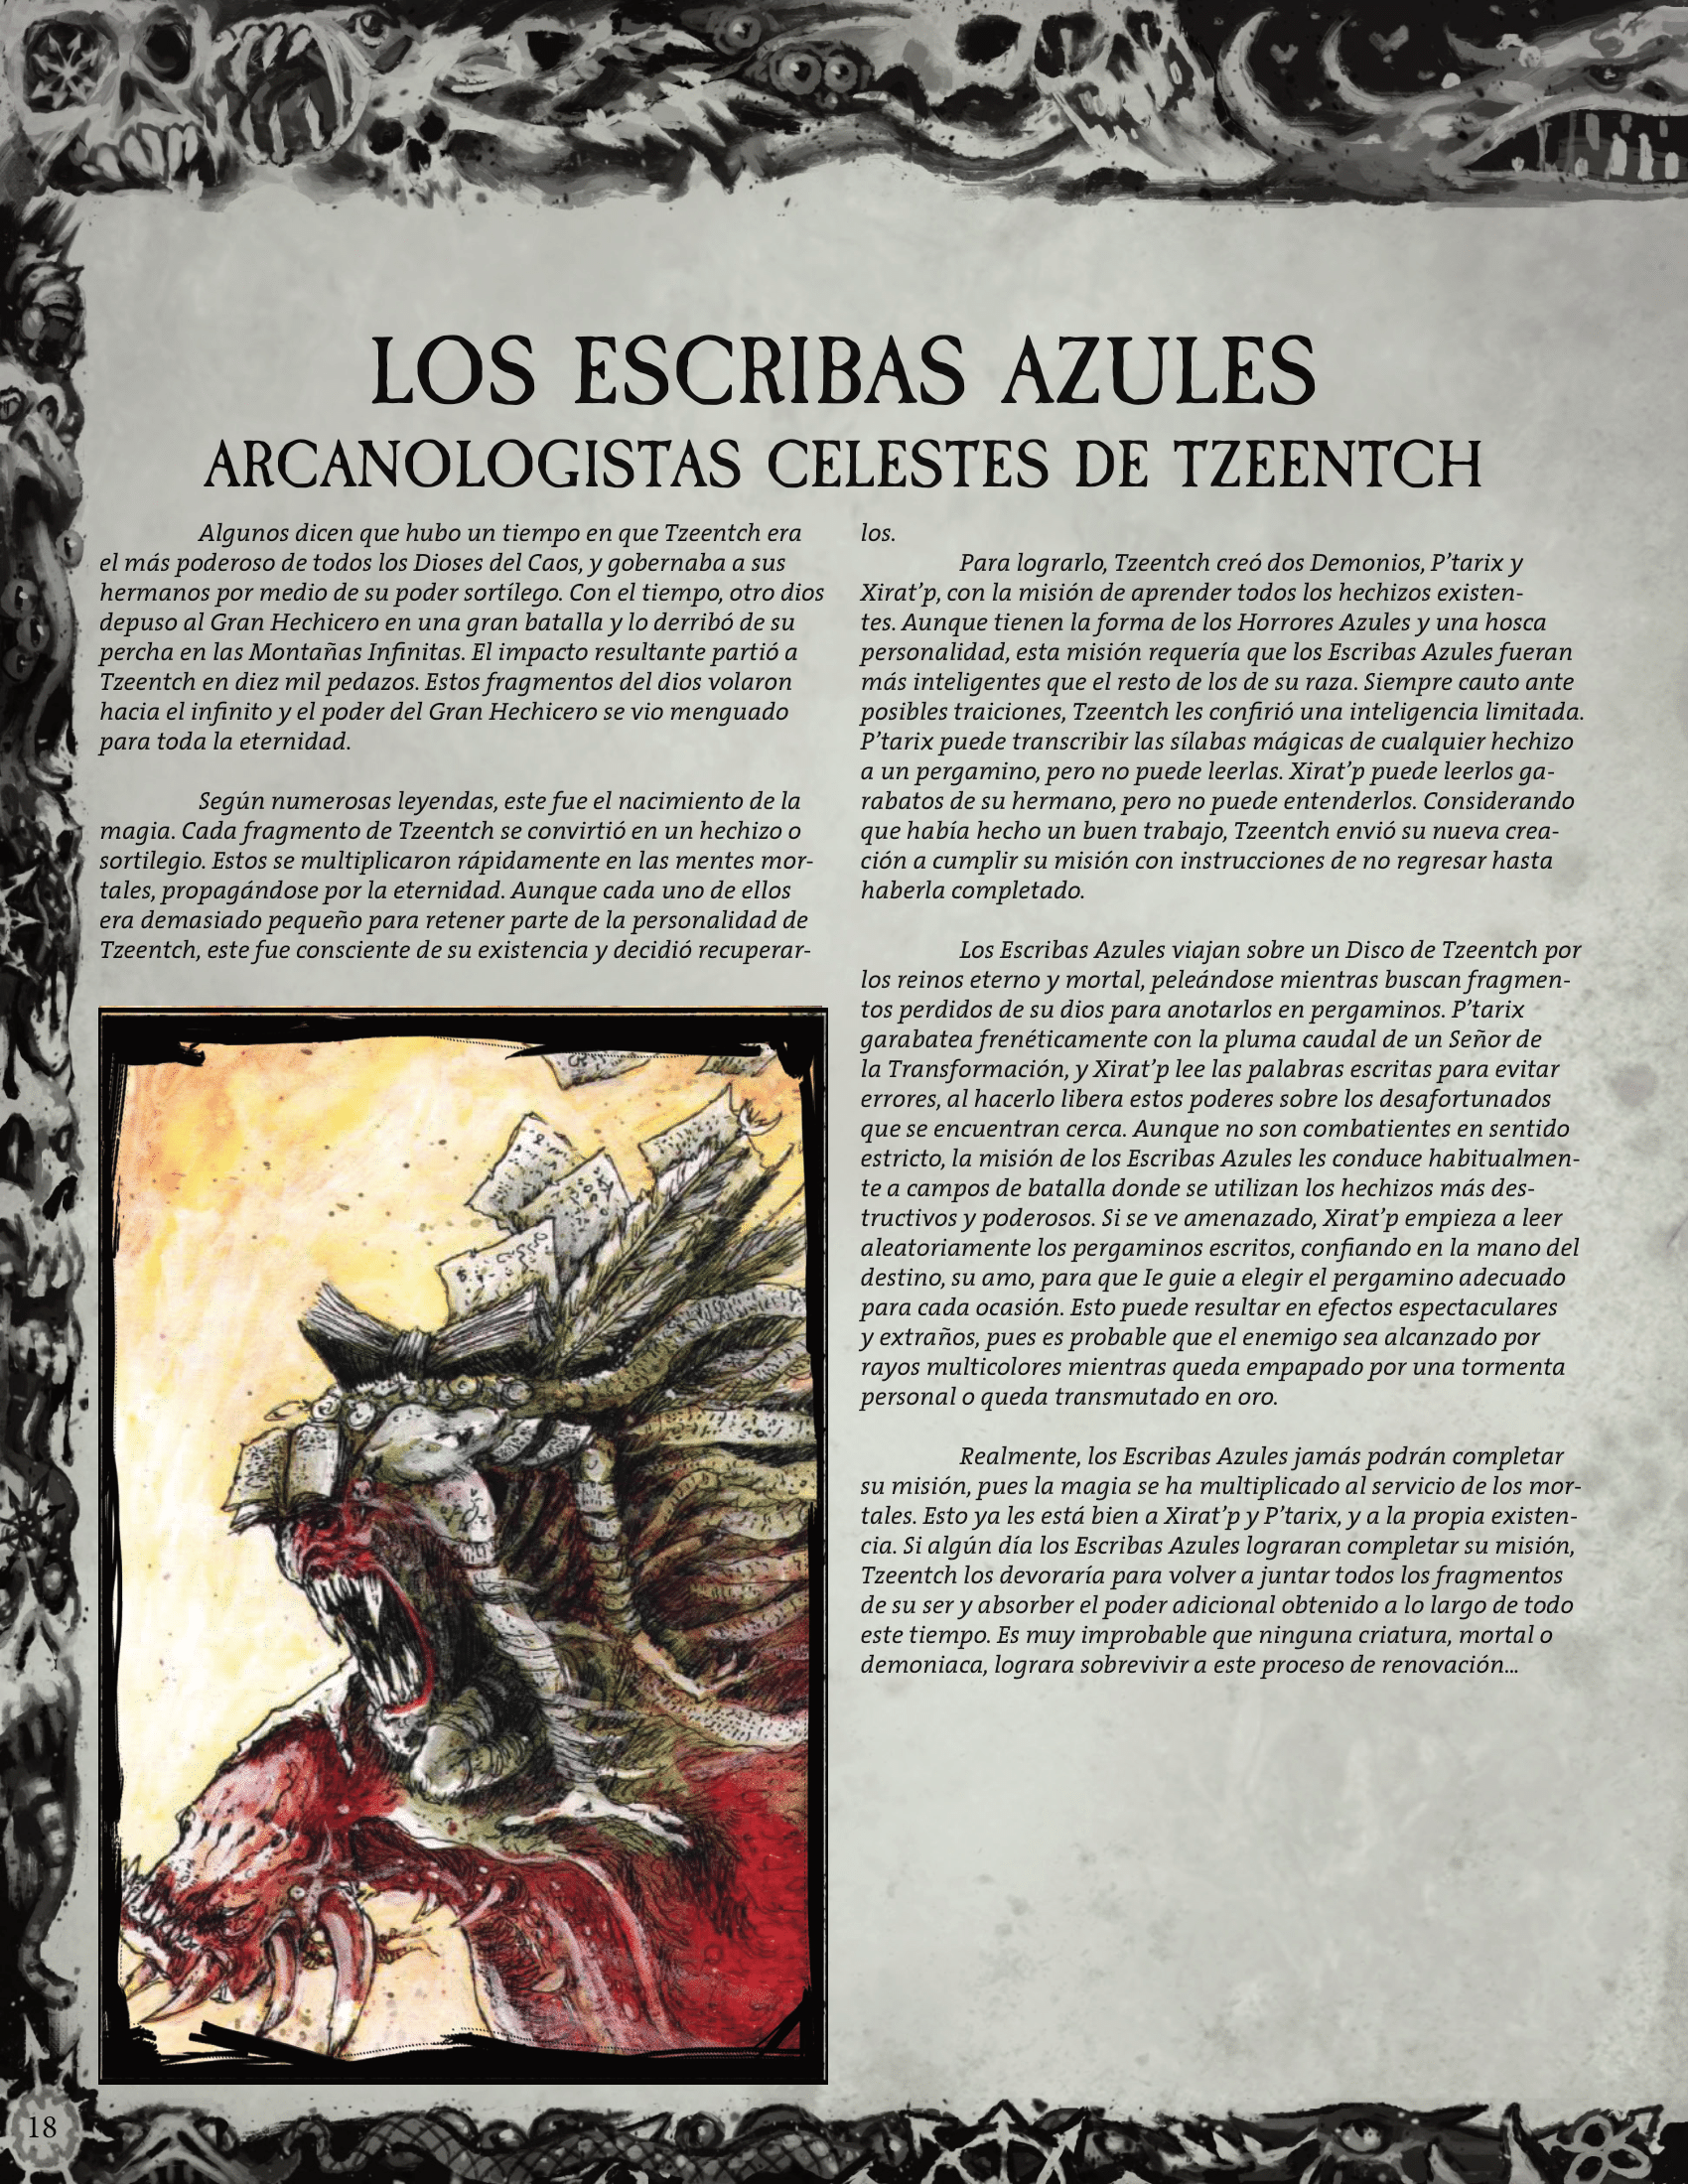 LOS ESCRIBAS AZULES
ARCANOLOGISTAS CELESTES DE TZEENTCH
Algunos dicen que hubo un tiempo en que Tzeentch era
el más poderoso de todos los Dioses del Caos, y gobernaba a sus
hermanos por medio de su poder sortílego. Con el tiempo, otro dios
depuso al Gran Hechicero en una gran batalla y lo derribó de su
percha en las Montañas Infinitas. El impacto resultante partió a
Tzeentch en diez mil pedazos. Estos fragmentos del dios volaron
hacia el infinito y el poder del Gran Hechicero se vio menguado
para toda la eternidad.
Según numerosas leyendas, este fue el nacimiento de la
magia. Cada fragmento de Tzeentch se convirtió en un hechizo o
sortilegio. Estos se multiplicaron rápidamente en las mentes mor-
tales, propagándose por la eternidad. Aunque cada uno de ellos
era demasiado pequeño para retener parte de la personalidad de
Tzeentch, este fue consciente de su existencia y decidió recuperar-
los.
Para lograrlo, Tzeentch creó dos Demonios, P'tarix y
Xirat'p, con la misión de aprender todos los hechizos existen-
tes. Aunque tienen la forma de los Horrores Azules y una hosca
personalidad, esta misión requería que los Escribas Azules fueran
más inteligentes que el resto de los de su raza. Siempre cauto ante
posibles traiciones, Tzeentch les confirió una inteligencia limitada.
P'tarix puede transcribir las sílabas mágicas de cualquier hechizo
a un pergamino, pero no puede leerlas. Xirat'p puede leerlos ga-
rabatos de su hermano, pero no puede entenderlos. Considerando
que había hecho un buen trabajo, Tzeentch envió su nueva crea-
ción a cumplir su misión con instrucciones de no regresar hasta
haberla completado.
Los Escribas Azules viajan sobre un Disco de Tzeentch por
los reinos eterno y mortal, peleándose mientras buscan fragmen-
tos perdidos de su dios para anotarlos en pergaminos. P'tarix
garabatea frenéticamente con la pluma caudal de un Señor de
la Transformación, y Xirat'p lee las palabras escritas para evitar
errores, al hacerlo libera estos poderes sobre los desafortunados
que se encuentran cerca. Aunque no son combatientes en sentido
estricto, la misión de los Escribas Azules les conduce habitualmen-
te a campos de batalla donde se utilizan los hechizos más des-
tructivos y poderosos. Si se ve amenazado, Xirat'p empieza a leer
aleatoriamente los pergaminos escritos, confiando en la mano del
destino, su amo, para que Ie guie a elegir el pergamino adecuado
para cada ocasión. Esto puede resultar en efectos espectaculares
y extraños, pues es probable que el enemigo sea alcanzado por
rayos multicolores mientras queda empapado por una tormenta
personal o queda transmutado en oro.
Realmente, los Escribas Azules jamás podrán completar
su misión, pues la magia se ha multiplicado al servicio de los mor-
tales. Esto ya les está bien a Xirat'p y P'tarix, y a la propia existen-
cia. Si algún día los Escribas Azules lograran completar su misión,
Tzeentch los devoraría para volver a juntar todos los fragmentos
de su ser y absorber el poder adicional obtenido a lo largo de todo
este tiempo. Es muy improbable que ninguna criatura, mortal o
demoniaca, lograra sobrevivir a este proceso de renovación...
18